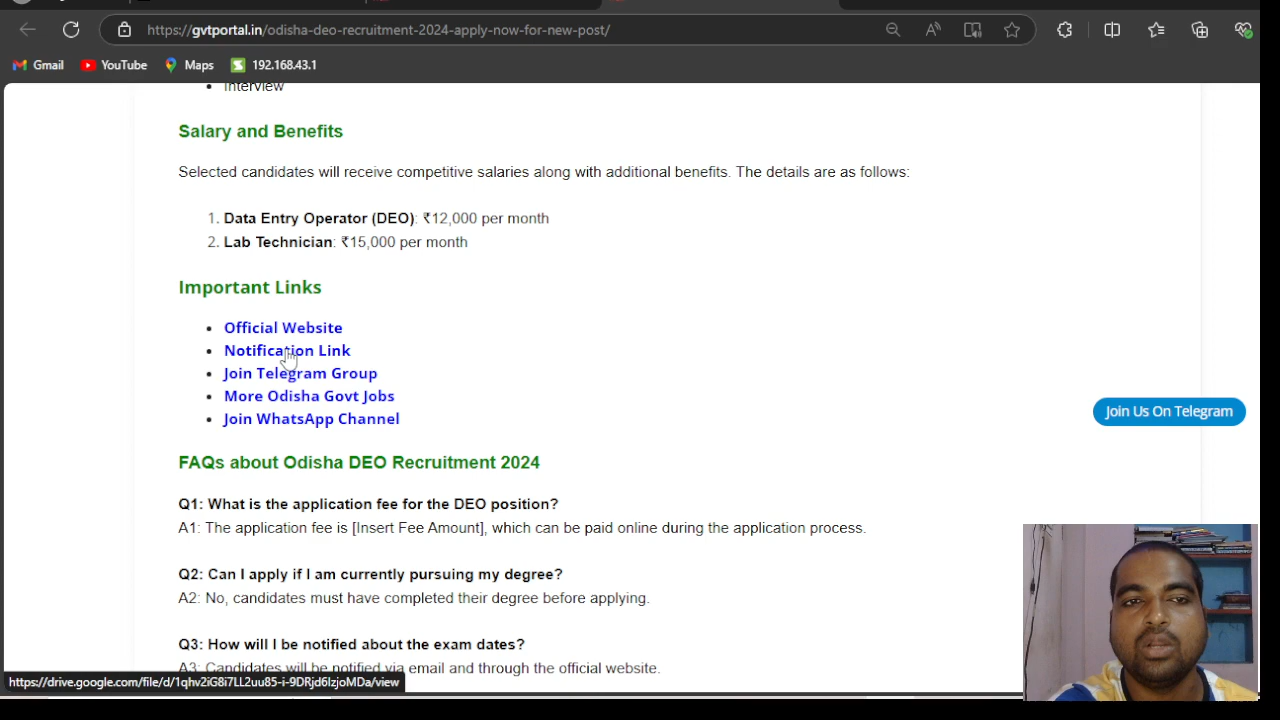 https://gvtportal.in/odisha-deo-recruitment-2024-apply-now-for-new-post/
Gmail YouTube Maps 192.168.43.1
Interview
Salary and Benefits
Selected candidates will receive competitive salaries along with additional benefits. The details are as follows:
1. Data Entry Operator (DEO): ₹12,000 per month
2. Lab Technician: ₹15,000 per month
Important Links
Official Website
Notification Link
Join Telegram Group
More Odisha Govt Jobs
Join WhatsApp Channel
Join Us On Telegram
FAQs about Odisha DEO Recruitment 2024
Q1: What is the application fee for the DEO position?
A1: The application fee is [Insert Fee Amount], which can be paid online during the application process.
Q2: Can I apply if I am currently pursuing my degree?
A2: No, candidates must have completed their degree before applying.
Q3: How will I be notified about the exam dates?
A3: Candidates will be notified via email and through the official website.
https://drive.google.com/file/d/1qhv2iG8i7LL2uu85-i-9DRjd6lzjoMDa/view